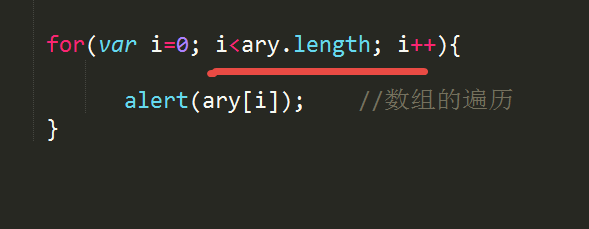 for(var i=0; i<ary.length; i++){
alert(ary[i]); //数组的遍历
}